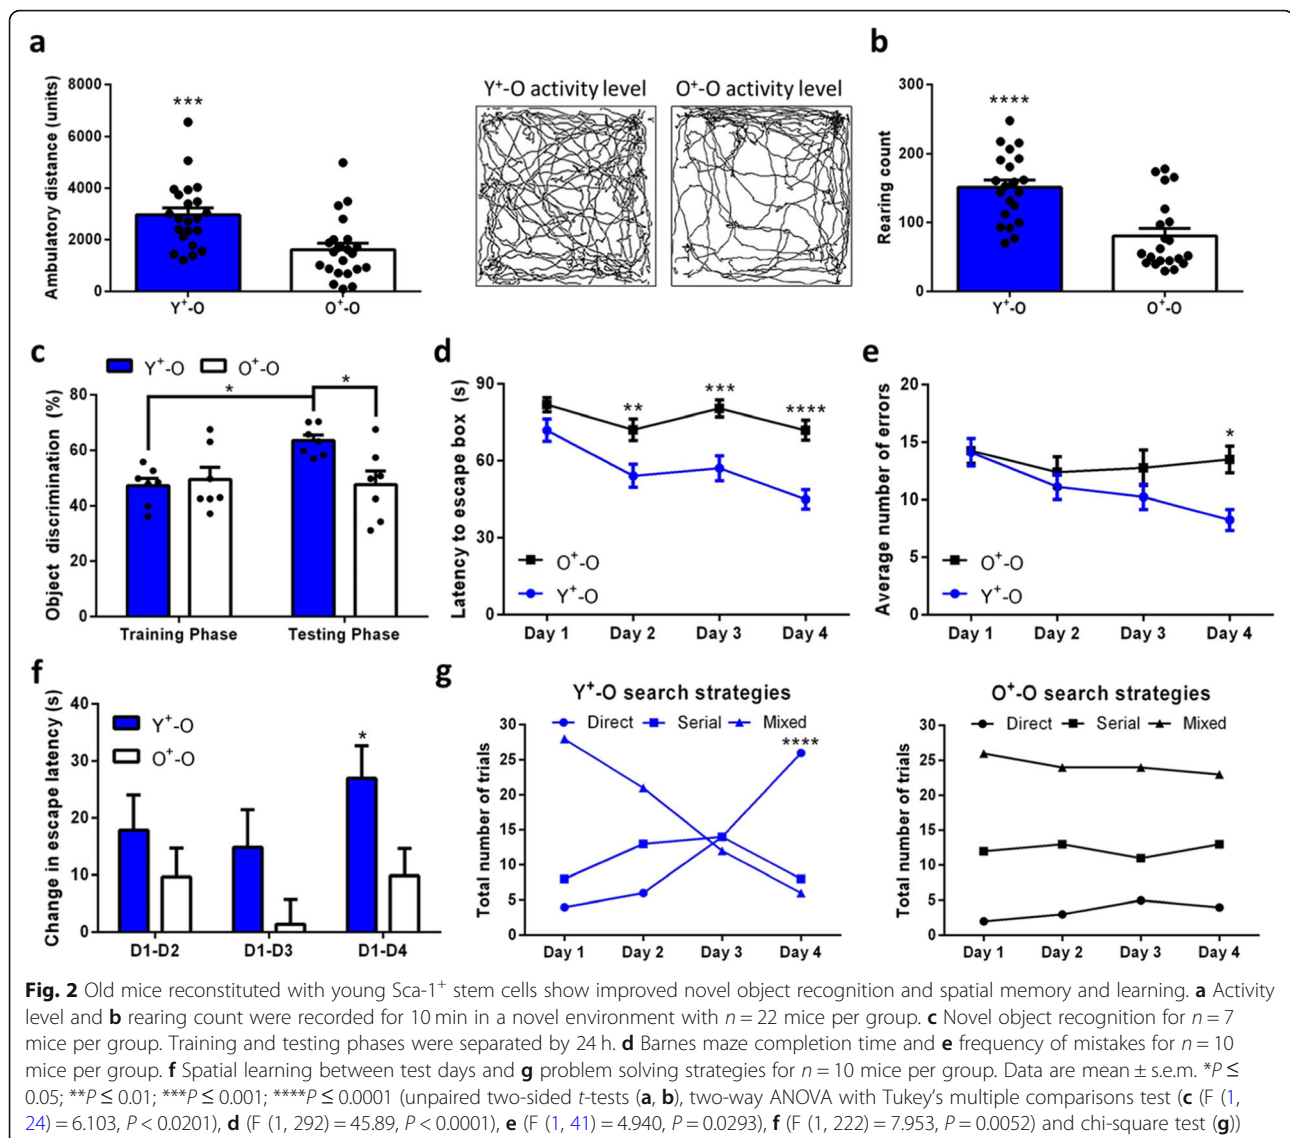 a
8000
6000
4000
2000
0
Ambulatory distance (units)
***
Y⁺-O
O⁺-O
Y⁺-O activity level
O⁺-O activity level
b
300
200
100
0
Rearing count
****
Y⁺-O
O⁺-O
c
Y⁺-O
O⁺-O
80
60
40
20
0
Object discrimination (%)
*
*
Training Phase
Testing Phase
d
90
60
30
0
Latency to escape box (s)
**
***
****
O⁺-O
Y⁺-O
Day 1
Day 2
Day 3
Day 4
e
20
15
10
5
0
Average number of errors
*
O⁺-O
Y⁺-O
Day 1
Day 2
Day 3
Day 4
f
40
30
20
10
0
Change in escape latency (s)
Y⁺-O
O⁺-O
*
D1-D2
D1-D3
D1-D4
g
Y⁺-O search strategies
Direct
Serial
Mixed
30
25
20
15
10
5
0
Total number of trials
****
Day 1
Day 2
Day 3
Day 4
O⁺-O search strategies
Direct
Serial
Mixed
30
25
20
15
10
5
0
Total number of trials
Day 1
Day 2
Day 3
Day 4
Fig. 2 Old mice reconstituted with young Sca-1⁺ stem cells show improved novel object recognition and spatial memory and learning. a Activity
level and b rearing count were recorded for 10 min in a novel environment with n = 22 mice per group. c Novel object recognition for n = 7
mice per group. Training and testing phases were separated by 24 h. d Barnes maze completion time and e frequency of mistakes for n = 10
mice per group. f Spatial learning between test days and g problem solving strategies for n = 10 mice per group. Data are mean ± s.e.m. *P ≤
0.05; **P ≤ 0.01; ***P ≤ 0.001; ****P ≤ 0.0001 (unpaired two-sided t-tests (a, b), two-way ANOVA with Tukey's multiple comparisons test (c (F (1,
24) = 6.103, P < 0.0201), d (F (1, 292) = 45.89, P < 0.0001), e (F (1, 41) = 4.940, P = 0.0293), f (F (1, 222) = 7.953, P = 0.0052) and chi-square test (g))